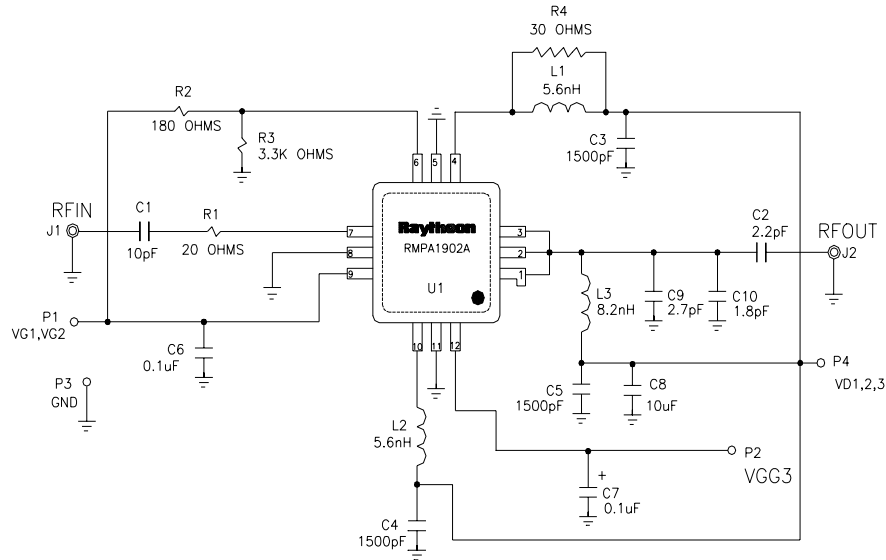 R4
30 OHMS
L1
5.6nH
R2
180 OHMS
R3
3.3K OHMS
C3
1500pF
6
5
4
RFIN
J1
C1
10pF
R1
20 OHMS
7
8
9
Raytheon
RMPA1902A
U1
3
2
1
C2
2.2pF
RFOUT
J2
L3
8.2nH
C9
2.7pF
C10
1.8pF
P1
VG1,VG2
C6
0.1uF
10
11
12
P3
GND
C5
1500pF
C8
10uF
P4
VD1,2,3
L2
5.6nH
P2
VGG3
+
C7
0.1uF
C4
1500pF